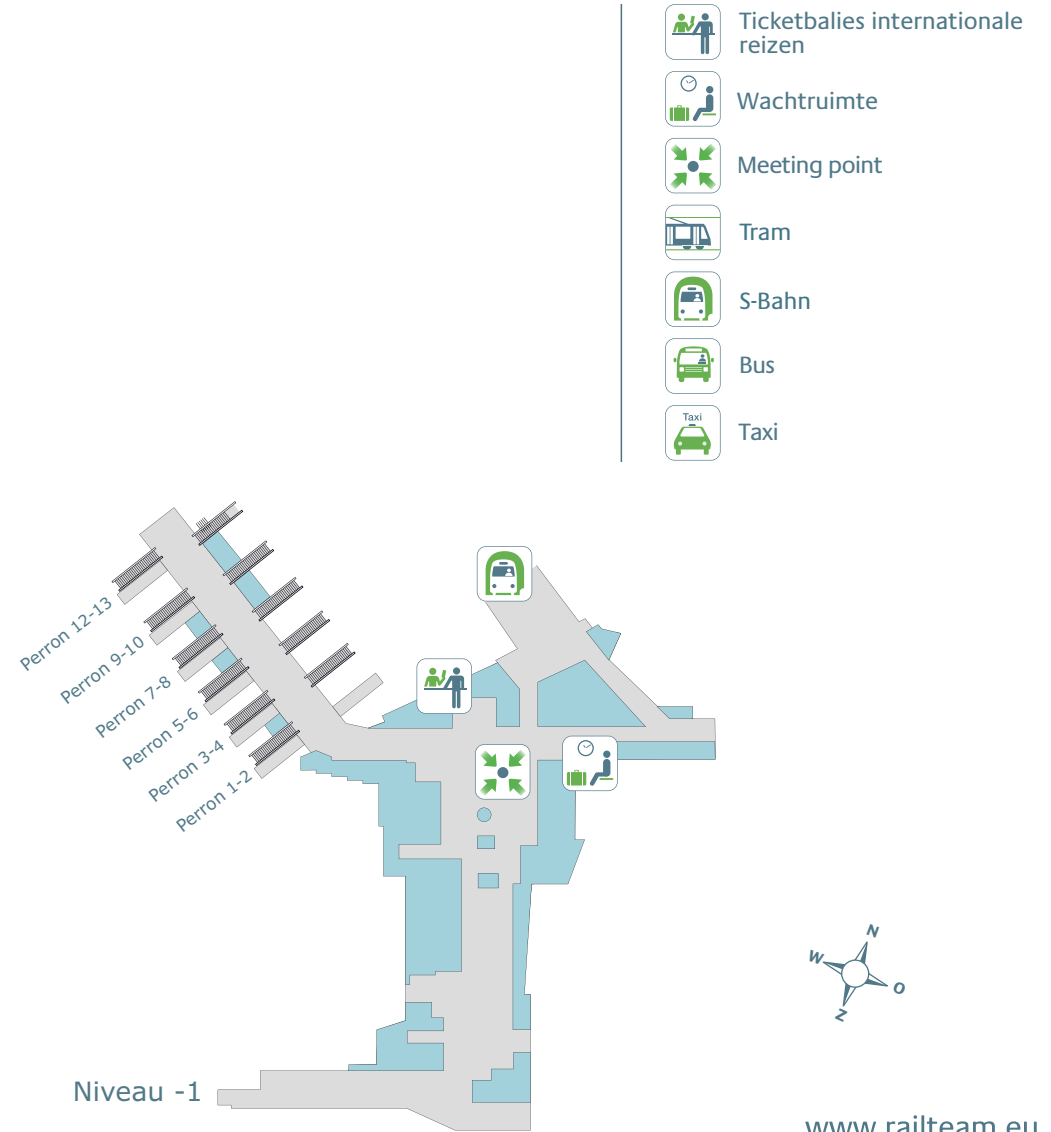 Ticketbalies internationale
reizen
Wachtruimte
Meeting point
Tram
S-Bahn
Bus
Taxi
Taxi
Perron 12-13
Perron 9-10
Perron 7-8
Perron 5-6
Perron 3-4
Perron 1-2
N
W
O
Z
Niveau -1
www.railteam.eu